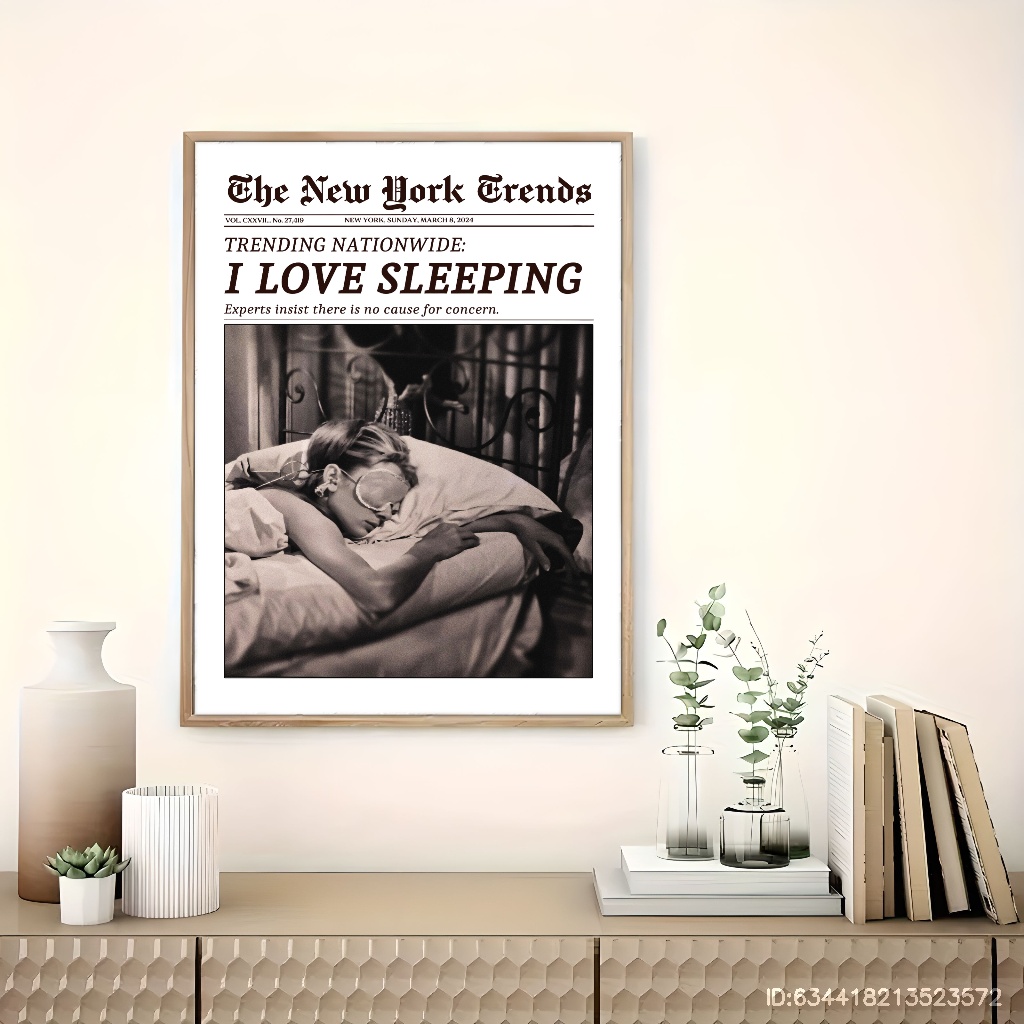 The New York Trends
VOL. CXXVII... No. 27,419 NEW YORK, SUNDAY, MARCH 8, 2024
TRENDING NATIONWIDE:
I LOVE SLEEPING
Experts insist there is no cause for concern.
ID:634418213523572